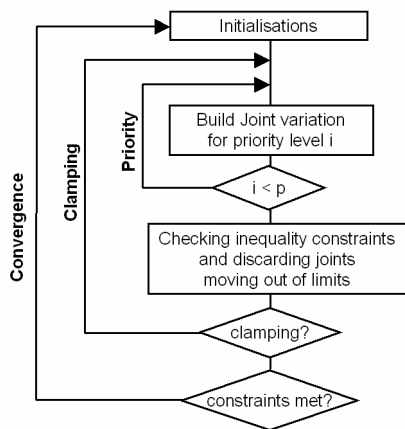 Initialisations
Build Joint variation
for priority level i
i < p
Checking inequality constraints
and discarding joints
moving out of limits
clamping?
constraints met?
Priority
Clamping
Convergence